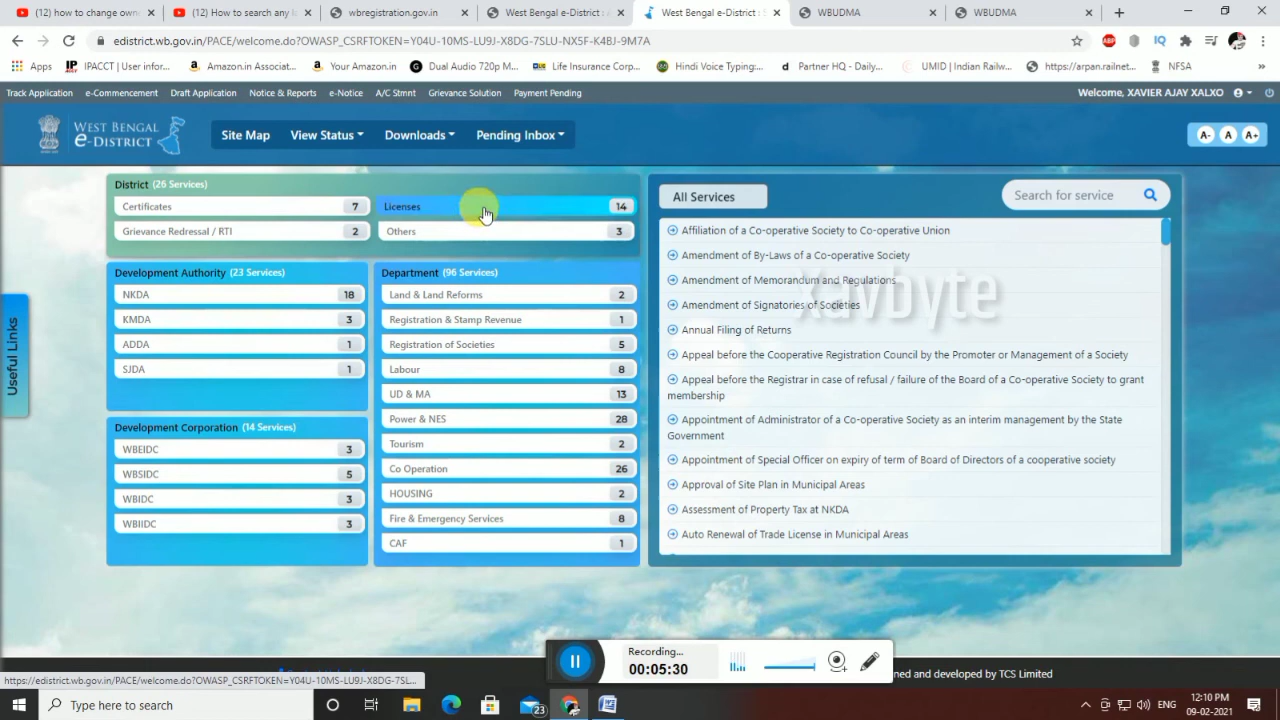 (12) how to change owner
(12) How to search any la
wbregistration.gov.in
West Bengal e-District : A
West Bengal e-District : S
WBUDMA
WBUDMA
edistrict.wb.gov.in/PACE/welcome.do?OWASP_CSRFTOKEN=Y04U-10MS-LU9J-X8DG-7SLU-NX5F-K4BJ-9M7A
Apps
IPACCT | User infor...
Amazon.in Associat...
Your Amazon.in
Dual Audio 720p M...
Life Insurance Corp...
Hindi Voice Typing:...
Partner HQ - Daily...
UMID | Indian Railw...
https://arpan.railnet...
NFSA
»
Track Application
e-Commencement
Draft Application
Notice & Reports
e-Notice
A/C Stmnt
Grievance Solution
Payment Pending
Welcome, XAVIER AJAY XALXO
WEST BENGAL
e-DISTRICT
Site Map
View Status
Downloads
Pending Inbox
A- A A+
District (26 Services)
Certificates 7
Licenses 14
Grievance Redressal / RTI 2
Others 3
Development Authority (23 Services)
NKDA 18
KMDA 3
ADDA 1
SJDA 1
Development Corporation (14 Services)
WBEIDC 3
WBSIDC 5
WBIDC 3
WBIIDC 3
Department (96 Services)
Land & Land Reforms 2
Registration & Stamp Revenue 1
Registration of Societies 5
Labour 8
UD & MA 13
Power & NES 28
Tourism 2
Co Operation 26
HOUSING 2
Fire & Emergency Services 8
CAF 1
All Services
Search for service
Affiliation of a Co-operative Society to Co-operative Union
Amendment of By-Laws of a Co-operative Society
Amendment of Memorandum and Regulations
Amendment of Signatories of Societies
Annual Filing of Returns
Appeal before the Cooperative Registration Council by the Promoter or Management of a Society
Appeal before the Registrar in case of refusal / failure of the Board of a Co-operative Society to grant
membership
Appointment of Administrator of a Co-operative Society as an interim management by the State
Government
Appointment of Special Officer on expiry of term of Board of Directors of a cooperative society
Approval of Site Plan in Municipal Areas
Assessment of Property Tax at NKDA
Auto Renewal of Trade License in Municipal Areas
xavbyte
Useful Links
Recording...
00:05:30
ned and developed by TCS Limited
https://edistrict.wb.gov.in/PACE/welcome.do?OWASP_CSRFTOKEN=Y04U-10MS-LU9J-X8DG-7SL...
Type here to search
23
ENG
12:10 PM
09-02-2021